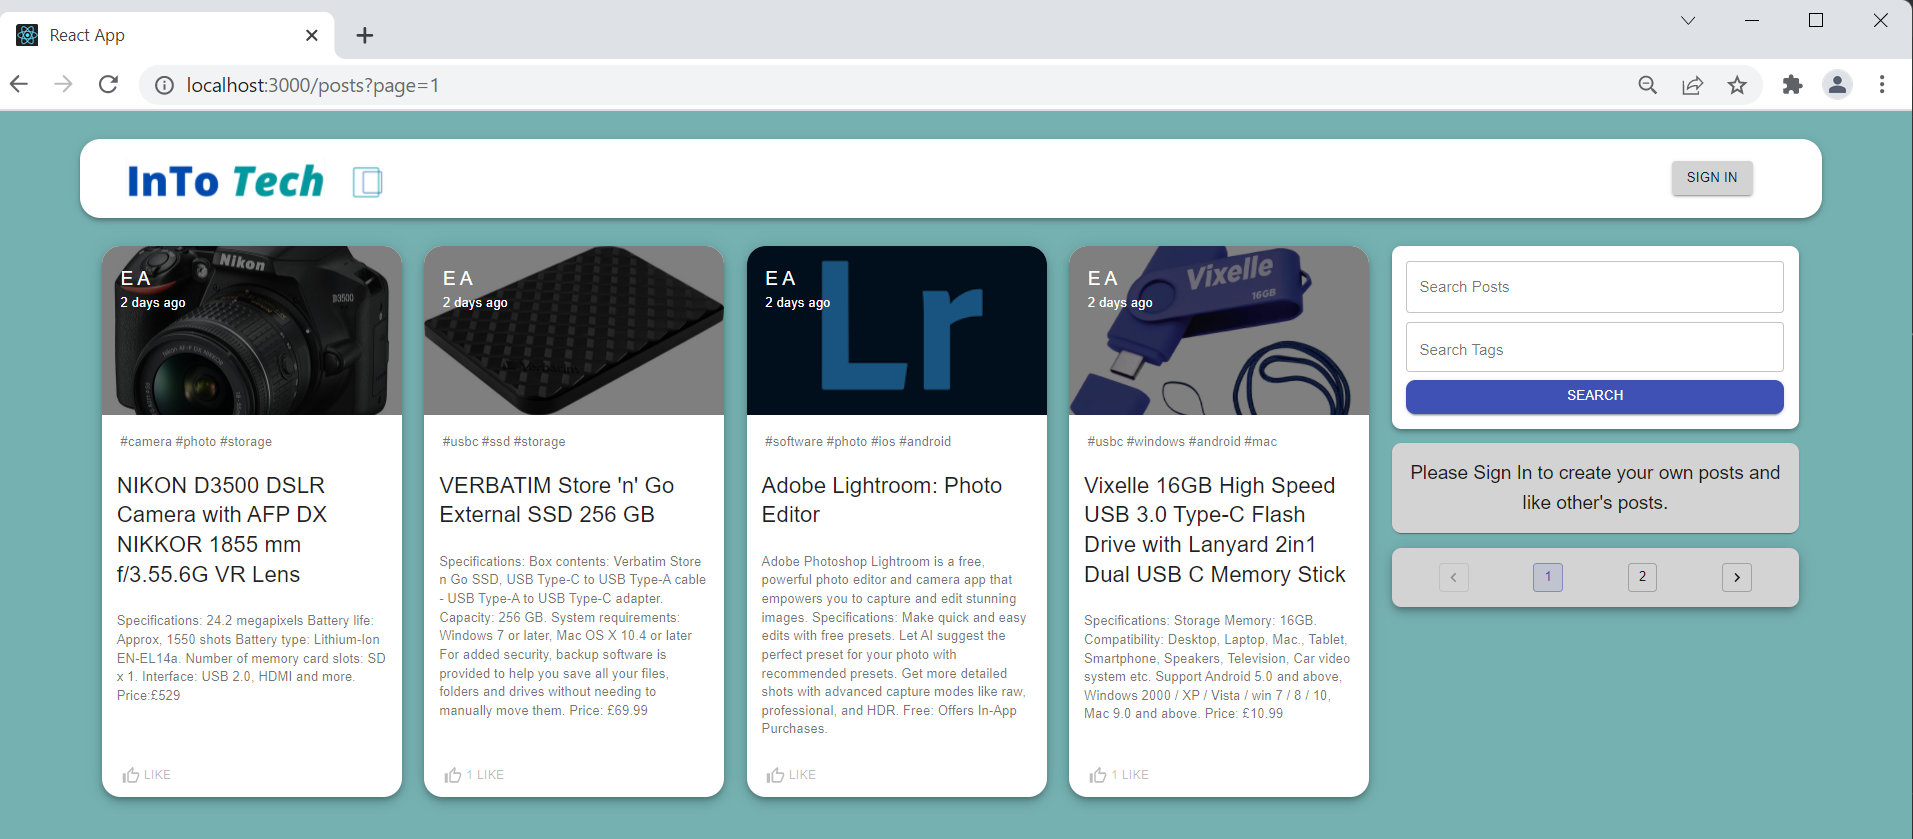 React App
localhost:3000/posts?page=1
InTo Tech
SIGN IN
Nikon
D3500
E A
2 days ago
#camera #photo #storage
NIKON D3500 DSLR
Camera with AFP DX
NIKKOR 1855 mm
f/3.55.6G VR Lens
Specifications: 24.2 megapixels Battery life:
Approx, 1550 shots Battery type: Lithium-Ion
EN-EL14a. Number of memory card slots: SD
x 1. Interface: USB 2.0, HDMI and more.
Price:£529
LIKE
E A
2 days ago
Verbatim
#usbc #ssd #storage
VERBATIM Store 'n' Go
External SSD 256 GB
Specifications: Box contents: Verbatim Store
n Go SSD, USB Type-C to USB Type-A cable
- USB Type-A to USB Type-C adapter.
Capacity: 256 GB. System requirements:
Windows 7 or later, Mac OS X 10.4 or later
For added security, backup software is
provided to help you save all your files,
folders and drives without needing to
manually move them. Price: £69.99
1 LIKE
E A
2 days ago
Lr
#software #photo #ios #android
Adobe Lightroom: Photo
Editor
Adobe Photoshop Lightroom is a free,
powerful photo editor and camera app that
empowers you to capture and edit stunning
images. Specifications: Make quick and easy
edits with free presets. Let AI suggest the
perfect preset for your photo with
recommended presets. Get more detailed
shots with advanced capture modes like raw,
professional, and HDR. Free: Offers In-App
Purchases.
LIKE
E A
2 days ago
Vixelle
16GB
#usbc #windows #android #mac
Vixelle 16GB High Speed
USB 3.0 Type-C Flash
Drive with Lanyard 2in1
Dual USB C Memory Stick
Specifications: Storage Memory: 16GB.
Compatibility: Desktop, Laptop, Mac., Tablet,
Smartphone, Speakers, Television, Car video
system etc. Support Android 5.0 and above,
Windows 2000 / XP / Vista / win 7 / 8 / 10,
Mac 9.0 and above. Price: £10.99
1 LIKE
Search Posts
Search Tags
SEARCH
Please Sign In to create your own posts and
like other's posts.
1
2